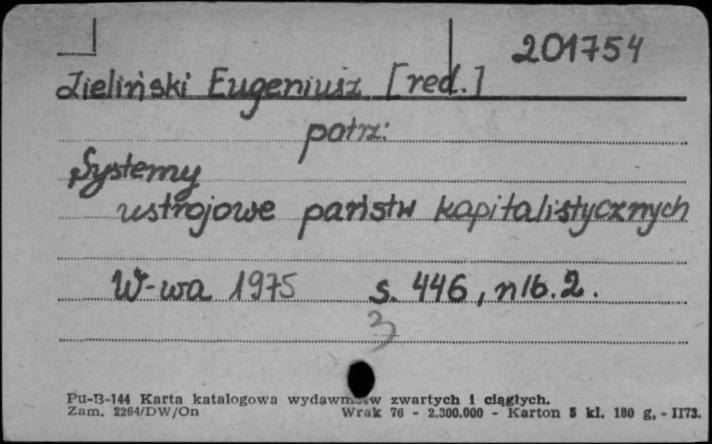 201754
Zieliński Eugeniusz [red.]
patrz:
Systemy
ustrojowe państw kapitalistycznych
W-wa 1975 s. 446, nlb. 2.
3
Pu-B-144 Karta katalogowa wydawnictw zwartych i ciągłych.
Zam. 2264/DW/On Wrak 76 - 2.300.000 - Karton 5 kl. 180 g. - II73.